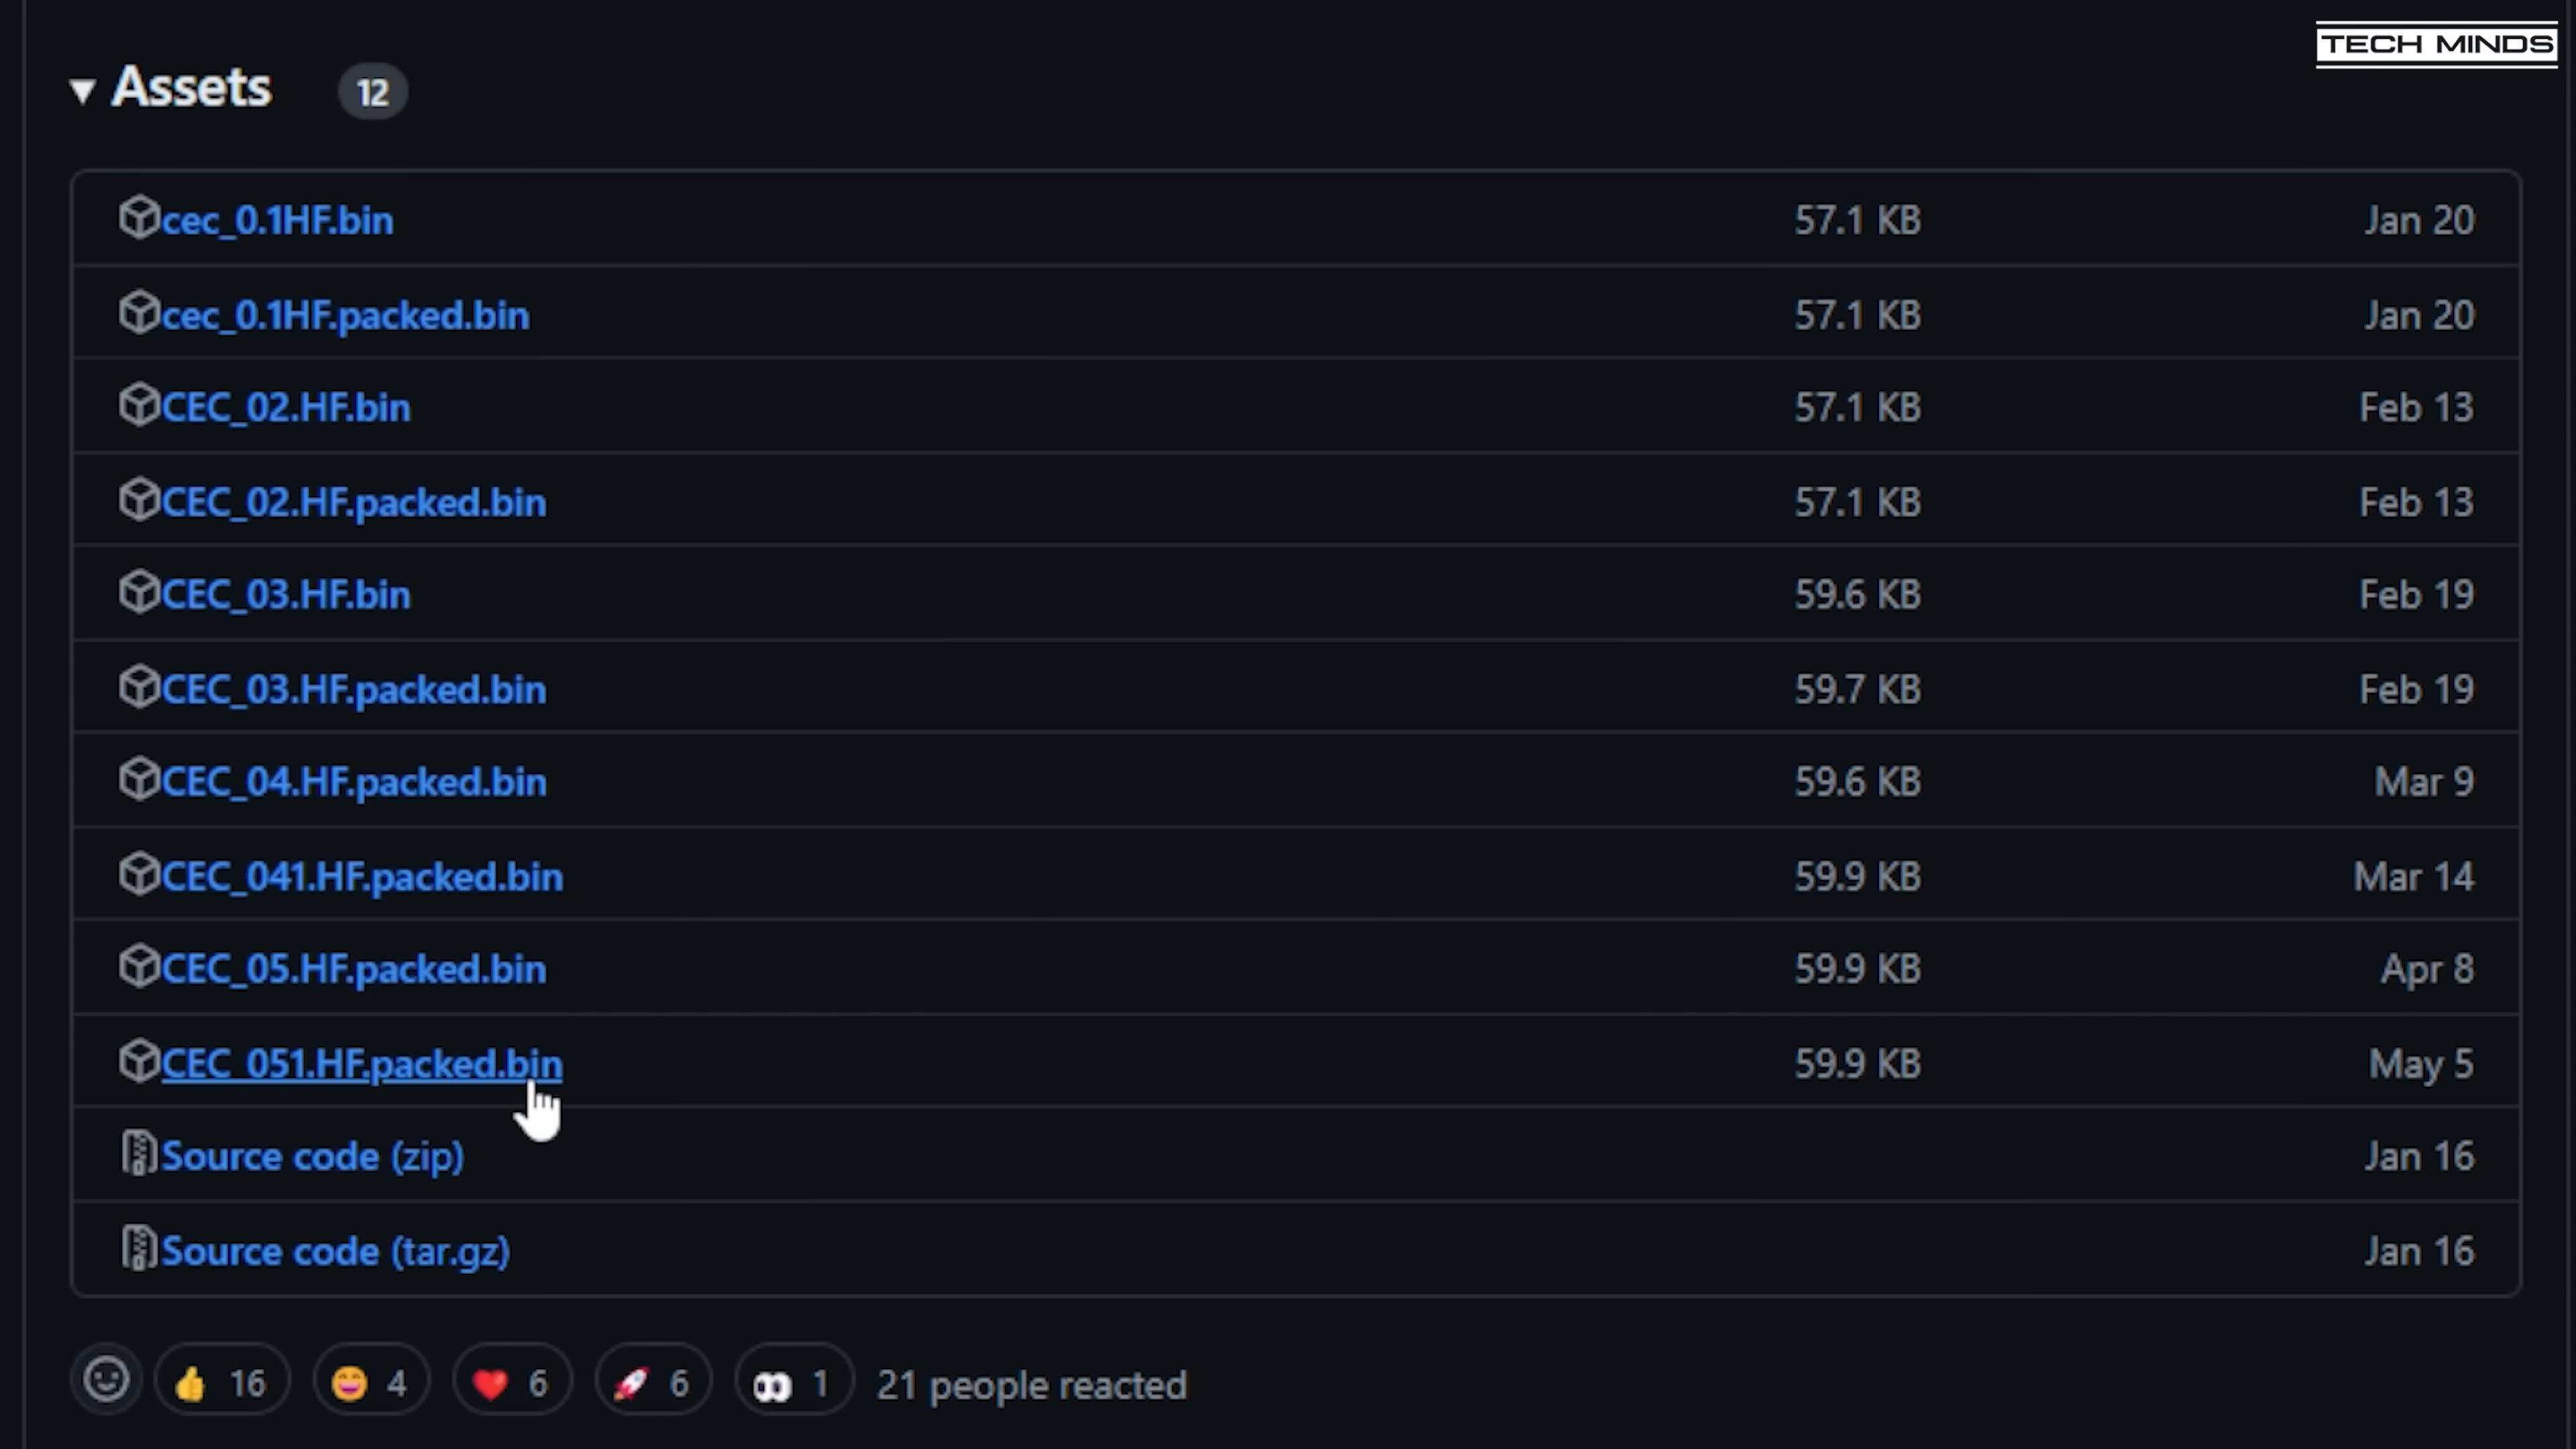 TECH MINDS
Assets 12
cec_0.1HF.bin 57.1 KB Jan 20
cec_0.1HF.packed.bin 57.1 KB Jan 20
CEC_02.HF.bin 57.1 KB Feb 13
CEC_02.HF.packed.bin 57.1 KB Feb 13
CEC_03.HF.bin 59.6 KB Feb 19
CEC_03.HF.packed.bin 59.7 KB Feb 19
CEC_04.HF.packed.bin 59.6 KB Mar 9
CEC_041.HF.packed.bin 59.9 KB Mar 14
CEC_05.HF.packed.bin 59.9 KB Apr 8
CEC_051.HF.packed.bin 59.9 KB May 5
Source code (zip) Jan 16
Source code (tar.gz) Jan 16
16 4 6 6 1 21 people reacted